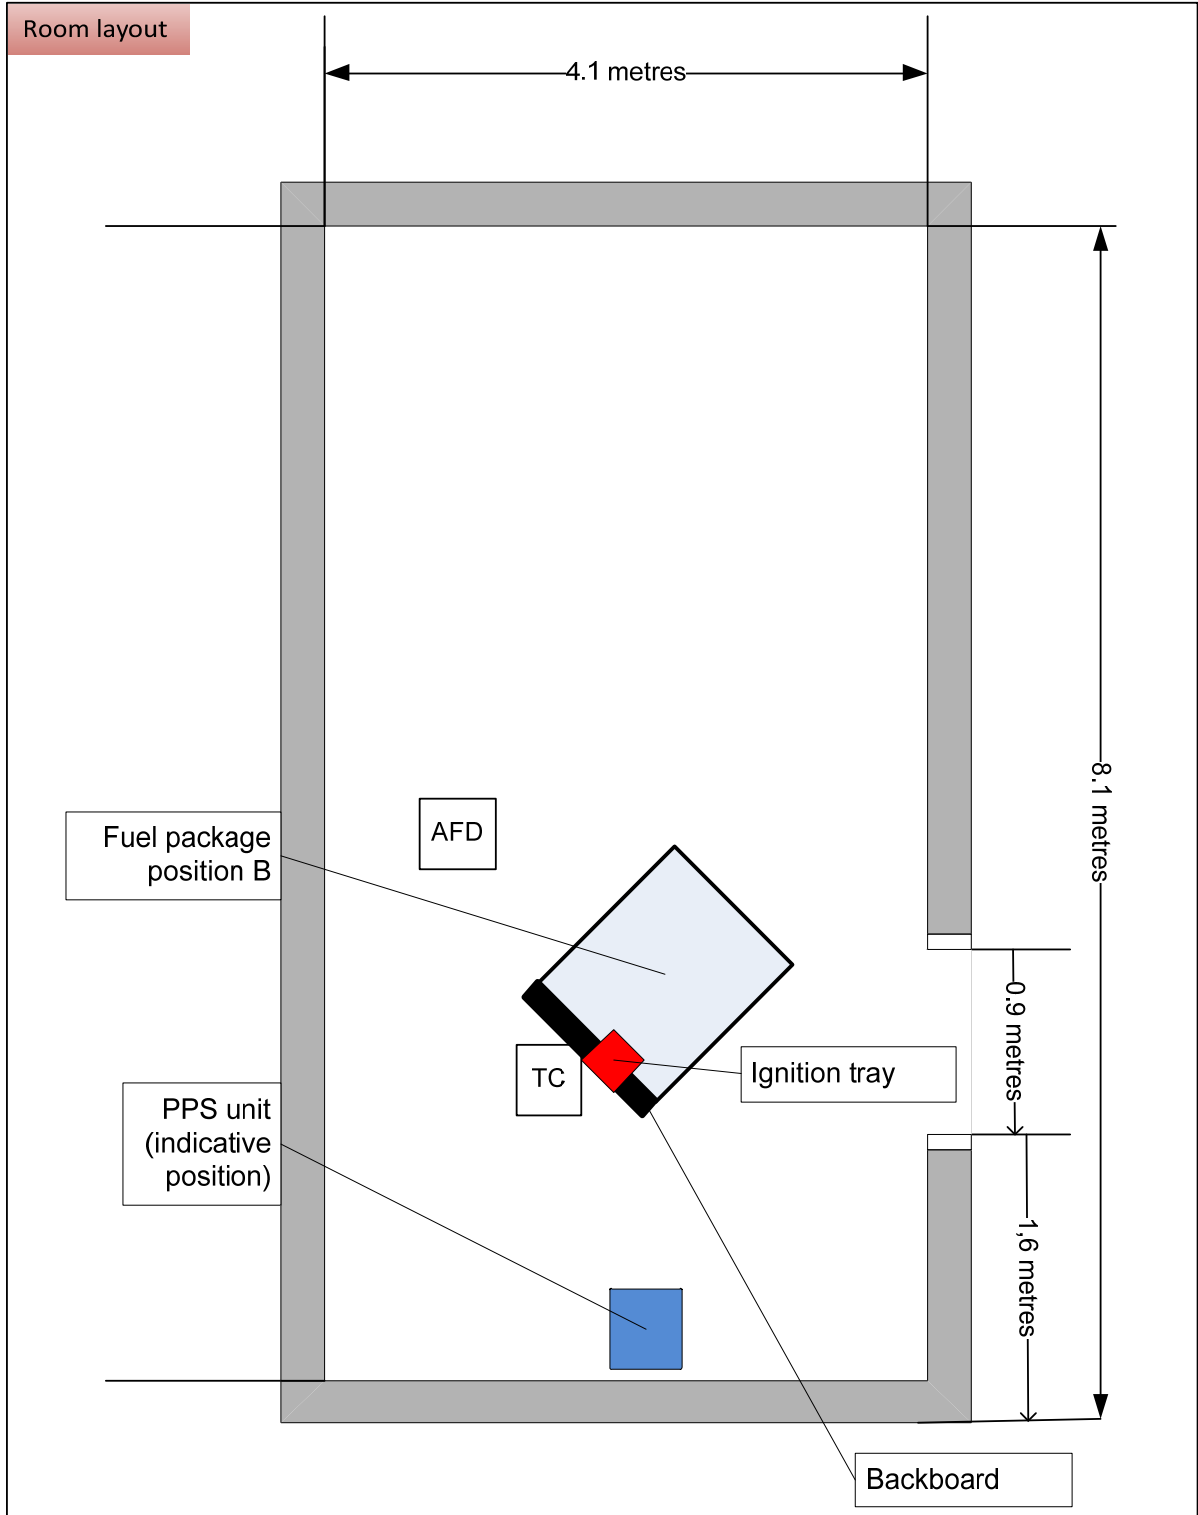 Room layout
4.1 metres
8.1 metres
AFD
Fuel package
position B
0.9 metres
TC
Ignition tray
PPS unit
(indicative
position)
1,6 metres
Backboard